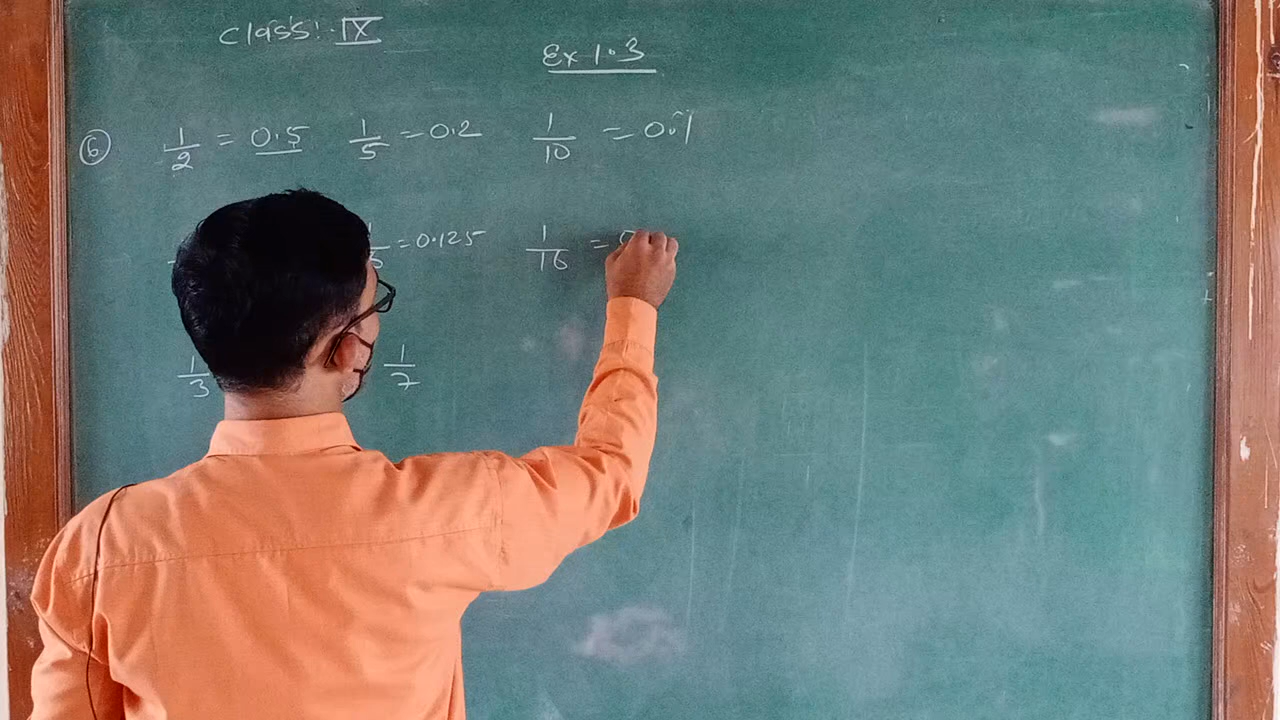 Class: IX
Ex 1.3
6 1/2 = 0.5 1/5 = 0.2 1/10 = 0.1
= 0.125 1/16 = 0
1/3 1/7